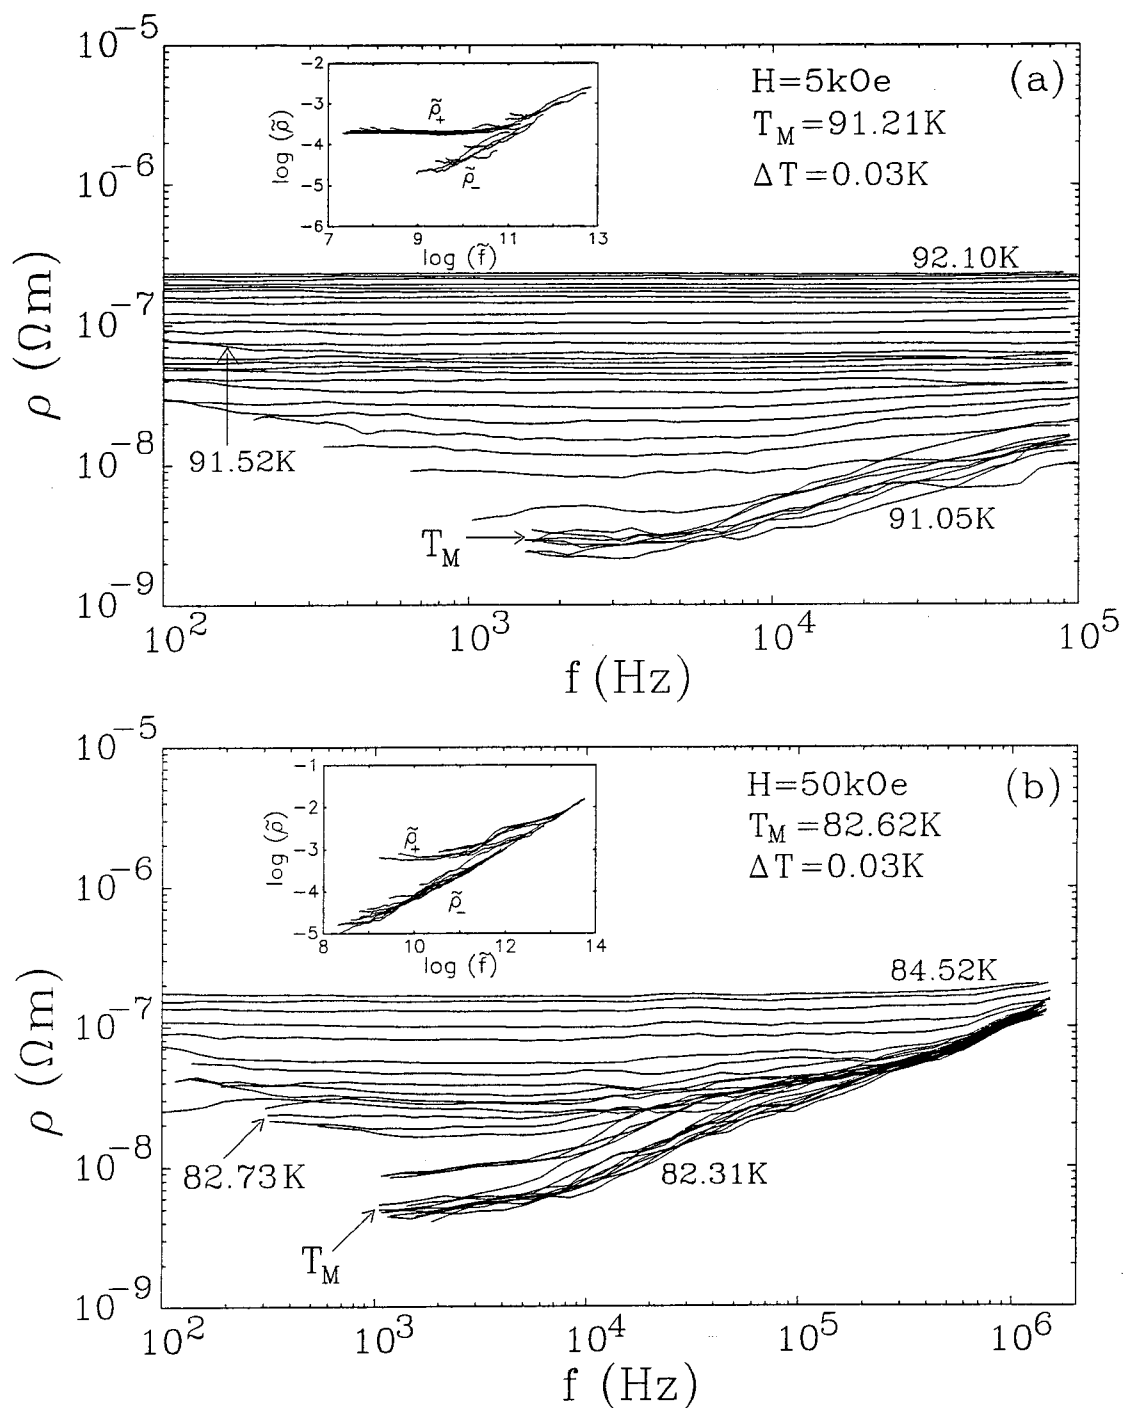 (a)
H=5kOe
T_M=91.21K
ΔT=0.03K
10^-5
10^-6
10^-7
10^-8
10^-9
ρ (Ωm)
-2
-3
-4
-5
-6
log (ρ̃)
ρ̃+
ρ̃-
7 9 11 13
log (f̃)
92.10K
91.52K
91.05K
T_M
10^2 10^3 10^4 10^5
f (Hz)
(b)
H=50kOe
T_M=82.62K
ΔT=0.03K
10^-5
10^-6
10^-7
10^-8
10^-9
ρ (Ωm)
-1
-2
-3
-4
-5
log (ρ̃)
ρ̃+
ρ̃-
8 10 12 14
log (f̃)
84.52K
82.73K
82.31K
T_M
10^2 10^3 10^4 10^5 10^6
f (Hz)